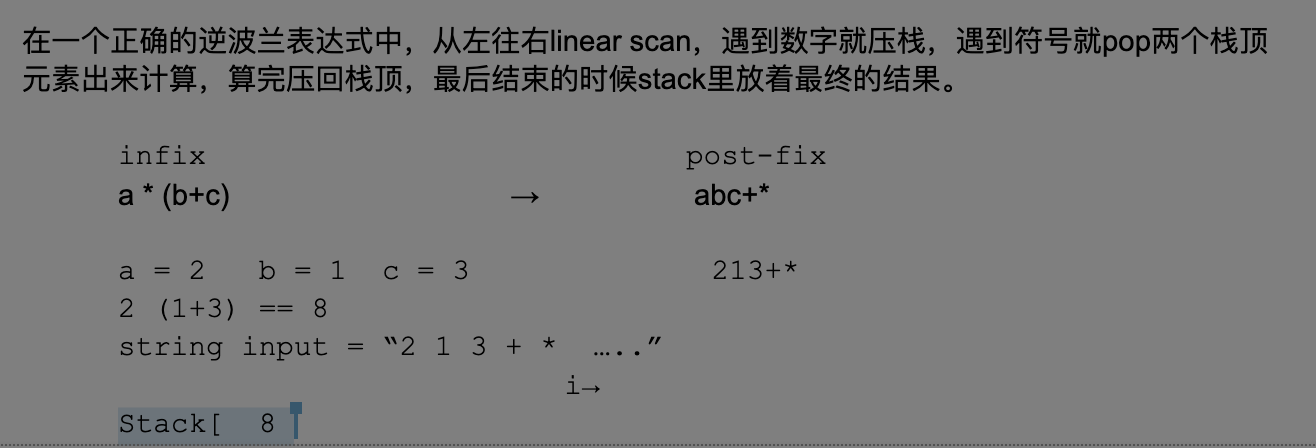 在一个正确的逆波兰表达式中，从左往右linear scan，遇到数字就压栈，遇到符号就pop两个栈顶
元素出来计算，算完压回栈顶，最后结束的时候stack里放着最终的结果。
infix post-fix
a * (b+c) → abc+*
a = 2 b = 1 c = 3 213+*
2 (1+3) == 8
string input = “2 1 3 + * …..”
i→
Stack[ 8